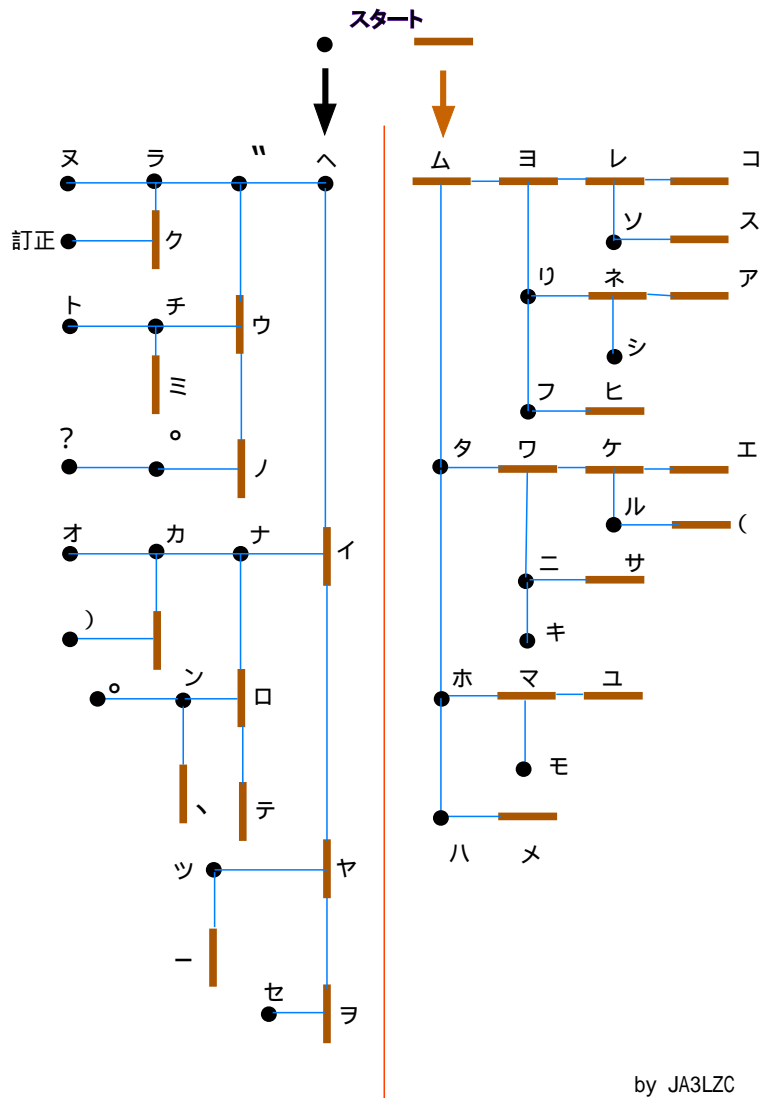 スタート
ヌ ラ 〃 ヘ ム ヨ レ コ
訂正 ク ソ ス
ト チ ウ り ネ ア
ミ シ
フ ヒ
? ° ノ タ ワ ケ エ
オ カ ナ イ ル (
) ニ サ
キ
。 ン ロ ホ マ ユ
、 テ モ
ツ ヤ ハ メ
ー
セ ヲ
by JA3LZC